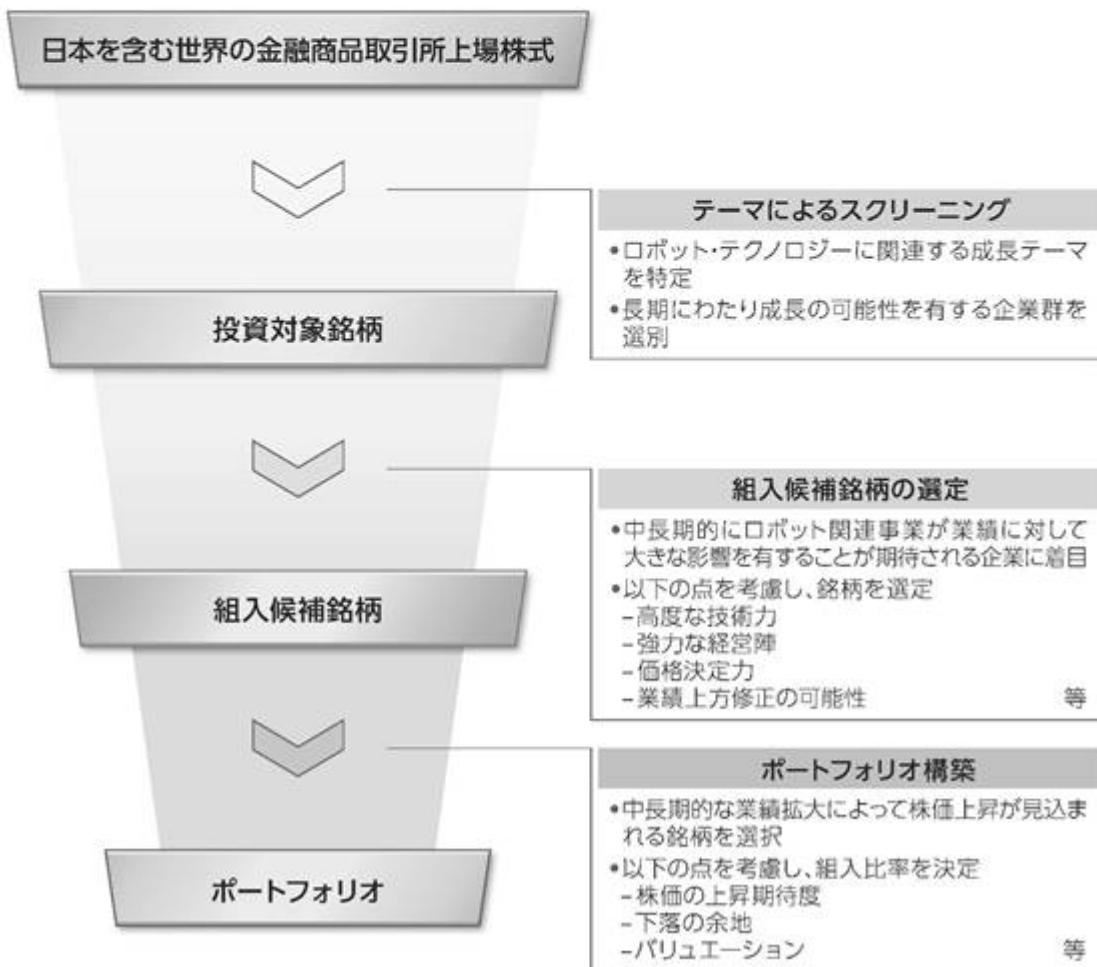 日本を含む世界の金融商品取引所上場株式
テーマによるスクリーニング
•ロボット・テクノロジーに関連する成長テーマ
を特定
•長期にわたり成長の可能性を有する企業群を
選別
投資対象銘柄
組入候補銘柄の選定
•中長期的にロボット関連事業が業績に対して
大きな影響を有することが期待される企業に着目
•以下の点を考慮し、銘柄を選定
–高度な技術力
–強力な経営陣
–価格決定力
–業績上方修正の可能性 等
組入候補銘柄
ポートフォリオ構築
•中長期的な業績拡大によって株価上昇が見込ま
れる銘柄を選択
•以下の点を考慮し、組入比率を決定
–株価の上昇期待度
–下落の余地
–バリュエーション 等
ポートフォリオ